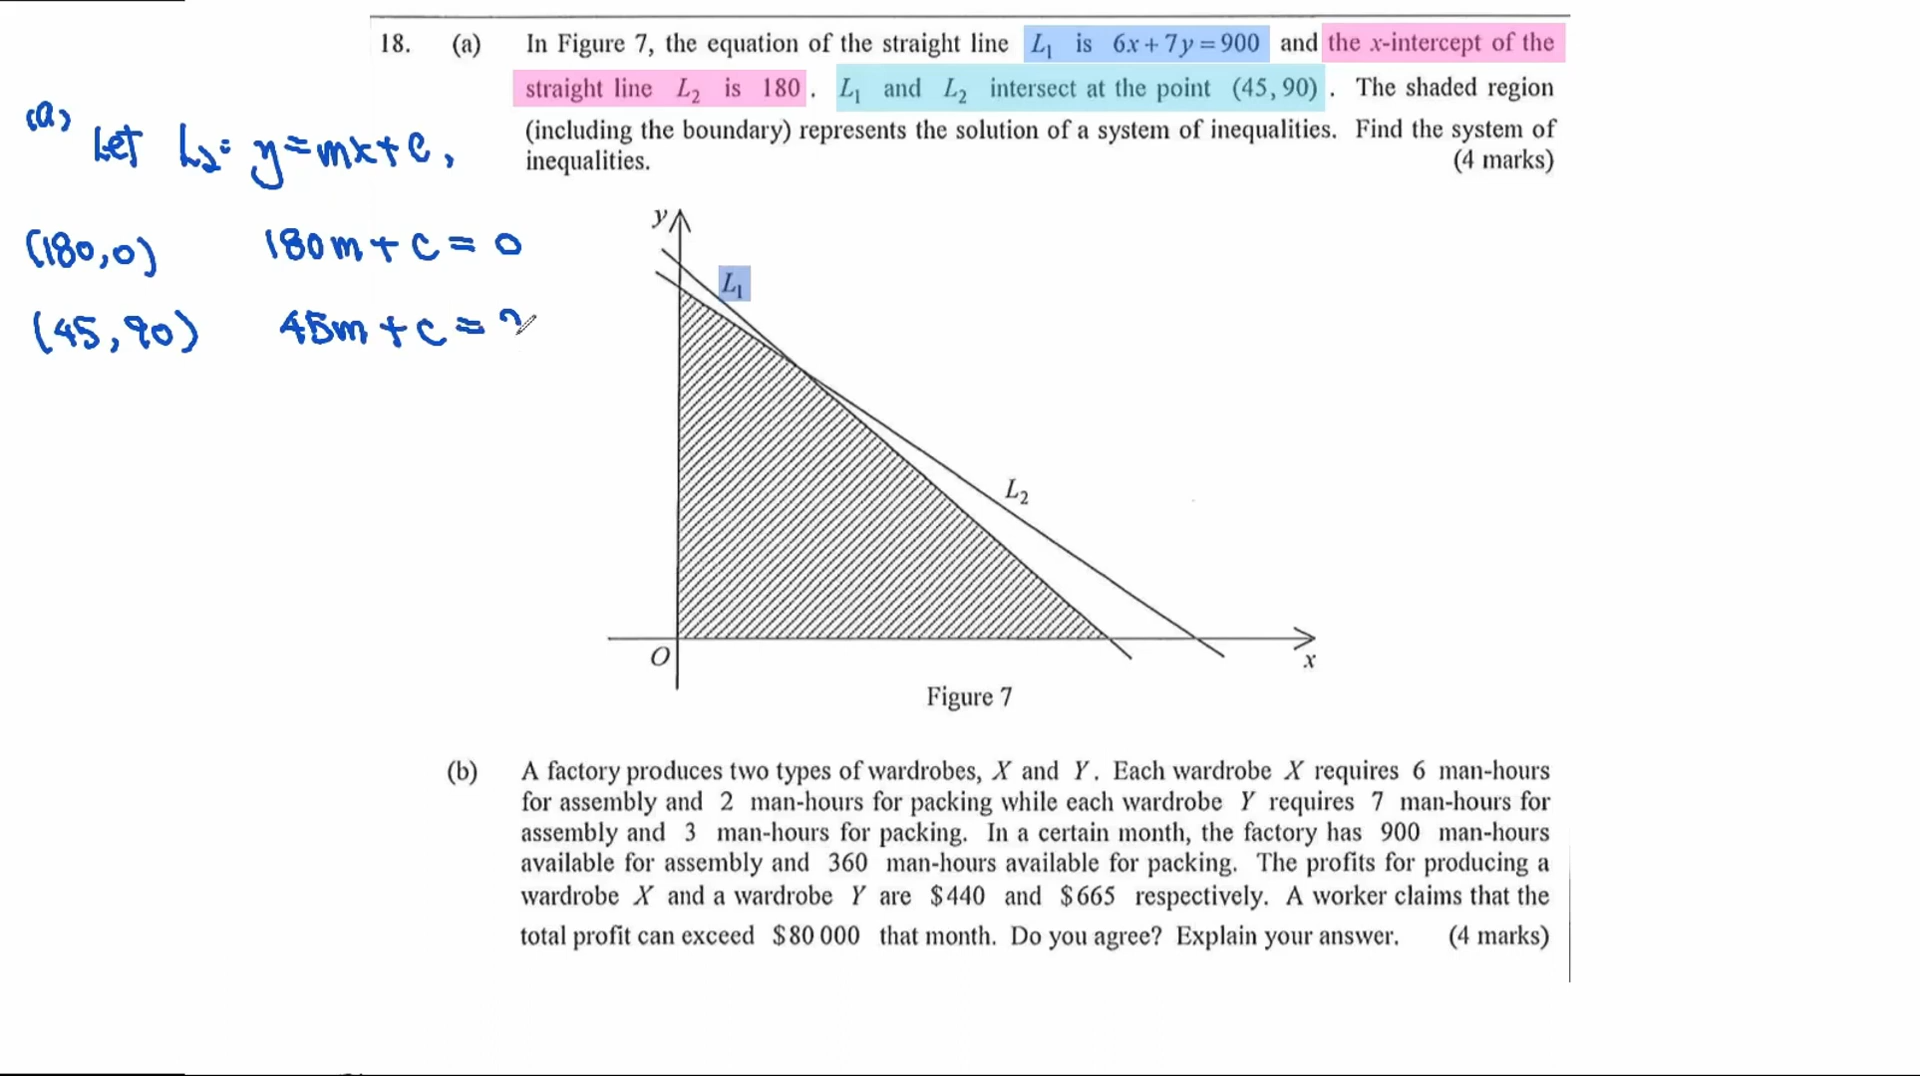 18. (a) In Figure 7, the equation of the straight line L₁ is 6x+7y=900 and the x-intercept of the
straight line L₂ is 180. L₁ and L₂ intersect at the point (45, 90). The shaded region
(including the boundary) represents the solution of a system of inequalities. Find the system of
inequalities. (4 marks)
(a)
Let L₂: y=mx+c,
(180,0) 180m+c=0
(45,90) 45m+c=
y
L₁
L₂
O
x
Figure 7
(b) A factory produces two types of wardrobes, X and Y. Each wardrobe X requires 6 man-hours
for assembly and 2 man-hours for packing while each wardrobe Y requires 7 man-hours for
assembly and 3 man-hours for packing. In a certain month, the factory has 900 man-hours
available for assembly and 360 man-hours available for packing. The profits for producing a
wardrobe X and a wardrobe Y are $440 and $665 respectively. A worker claims that the
total profit can exceed $80 000 that month. Do you agree? Explain your answer. (4 marks)